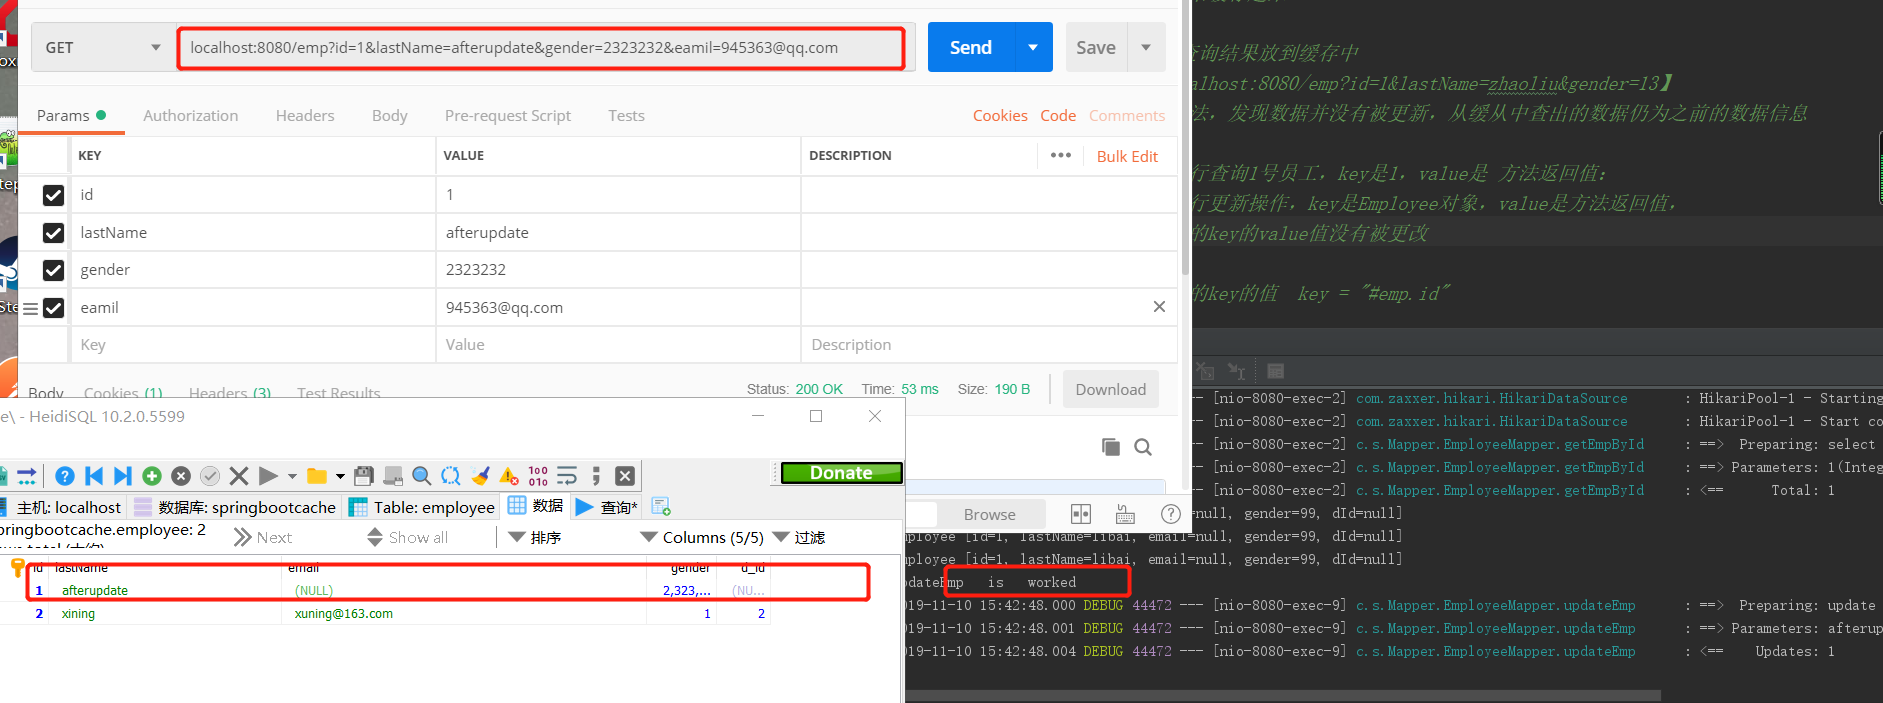 GET
localhost:8080/emp?id=1&lastName=afterupdate&gender=2323232&eamil=945363@qq.com
Send
Save
Params
Authorization
Headers
Body
Pre-request Script
Tests
Cookies
Code
Comments
KEY
VALUE
DESCRIPTION
Bulk Edit
id
1
lastName
afterupdate
gender
2323232
eamil
945363@qq.com
Key
Value
Description
Body
Cookies (1)
Headers (3)
Test Results
Status: 200 OK
Time: 53 ms
Size: 190 B
Download
Browse
询结果放到缓存中
alhost:8080/emp?id=1&lastName=zhaoliu&gender=13】
法，发现数据并没有被更新，从缓从中查出的数据仍为之前的数据信息
行查询1号员工，key是1，value是 方法返回值：
行更新操作，key是Employee对象，value是方法返回值，
的key的value值没有被更改
的key的值 key = "#emp.id"
e\ - HeidiSQL 10.2.0.5599
Donate
主机: localhost
数据库: springbootcache
Table: employee
数据
查询*
pringbootcache.employee: 2
Next
Show all
排序
Columns (5/5)
过滤
id lastName email gender d_id
1 afterupdate (NULL) 2,323,... (NU...
2 xining xuning@163.com 1 2
-- [nio-8080-exec-2] com.zaxxer.hikari.HikariDataSource : HikariPool-1 - Starting
-- [nio-8080-exec-2] com.zaxxer.hikari.HikariDataSource : HikariPool-1 - Start co
-- [nio-8080-exec-2] c.s.Mapper.EmployeeMapper.getEmpById : ==> Preparing: select
-- [nio-8080-exec-2] c.s.Mapper.EmployeeMapper.getEmpById : ==> Parameters: 1(Integ
-- [nio-8080-exec-2] c.s.Mapper.EmployeeMapper.getEmpById : <== Total: 1
=null, gender=99, dId=null]
mployee [id=1, lastName=libai, email=null, gender=99, dId=null]
mployee [id=1, lastName=libai, email=null, gender=99, dId=null]
pdateEmp is worked
019-11-10 15:42:48.000 DEBUG 44472 --- [nio-8080-exec-9] c.s.Mapper.EmployeeMapper.updateEmp : ==> Preparing: update
019-11-10 15:42:48.001 DEBUG 44472 --- [nio-8080-exec-9] c.s.Mapper.EmployeeMapper.updateEmp : ==> Parameters: afterup
019-11-10 15:42:48.004 DEBUG 44472 --- [nio-8080-exec-9] c.s.Mapper.EmployeeMapper.updateEmp : <== Updates: 1